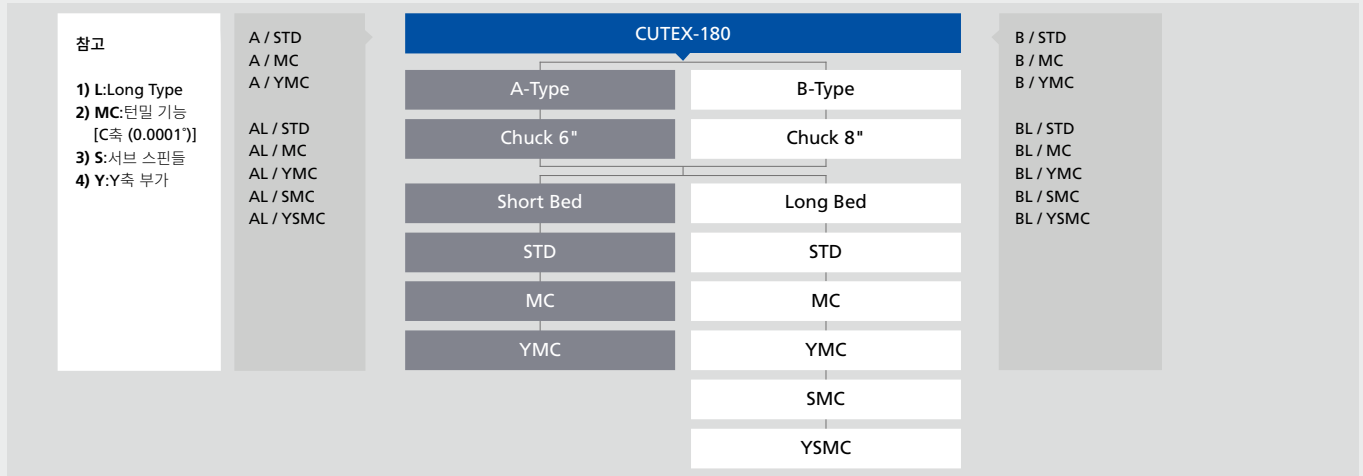 참고
1) L:Long Type
2) MC:턴밀 기능
[C축 (0.0001˚)]
3) S:서브 스핀들
4) Y:Y축 부가
A / STD
A / MC
A / YMC
AL / STD
AL / MC
AL / YMC
AL / SMC
AL / YSMC
CUTEX-180
A-Type
B-Type
Chuck 6"
Chuck 8"
Short Bed
Long Bed
STD
STD
MC
MC
YMC
YMC
SMC
YSMC
B / STD
B / MC
B / YMC
BL / STD
BL / MC
BL / YMC
BL / SMC
BL / YSMC